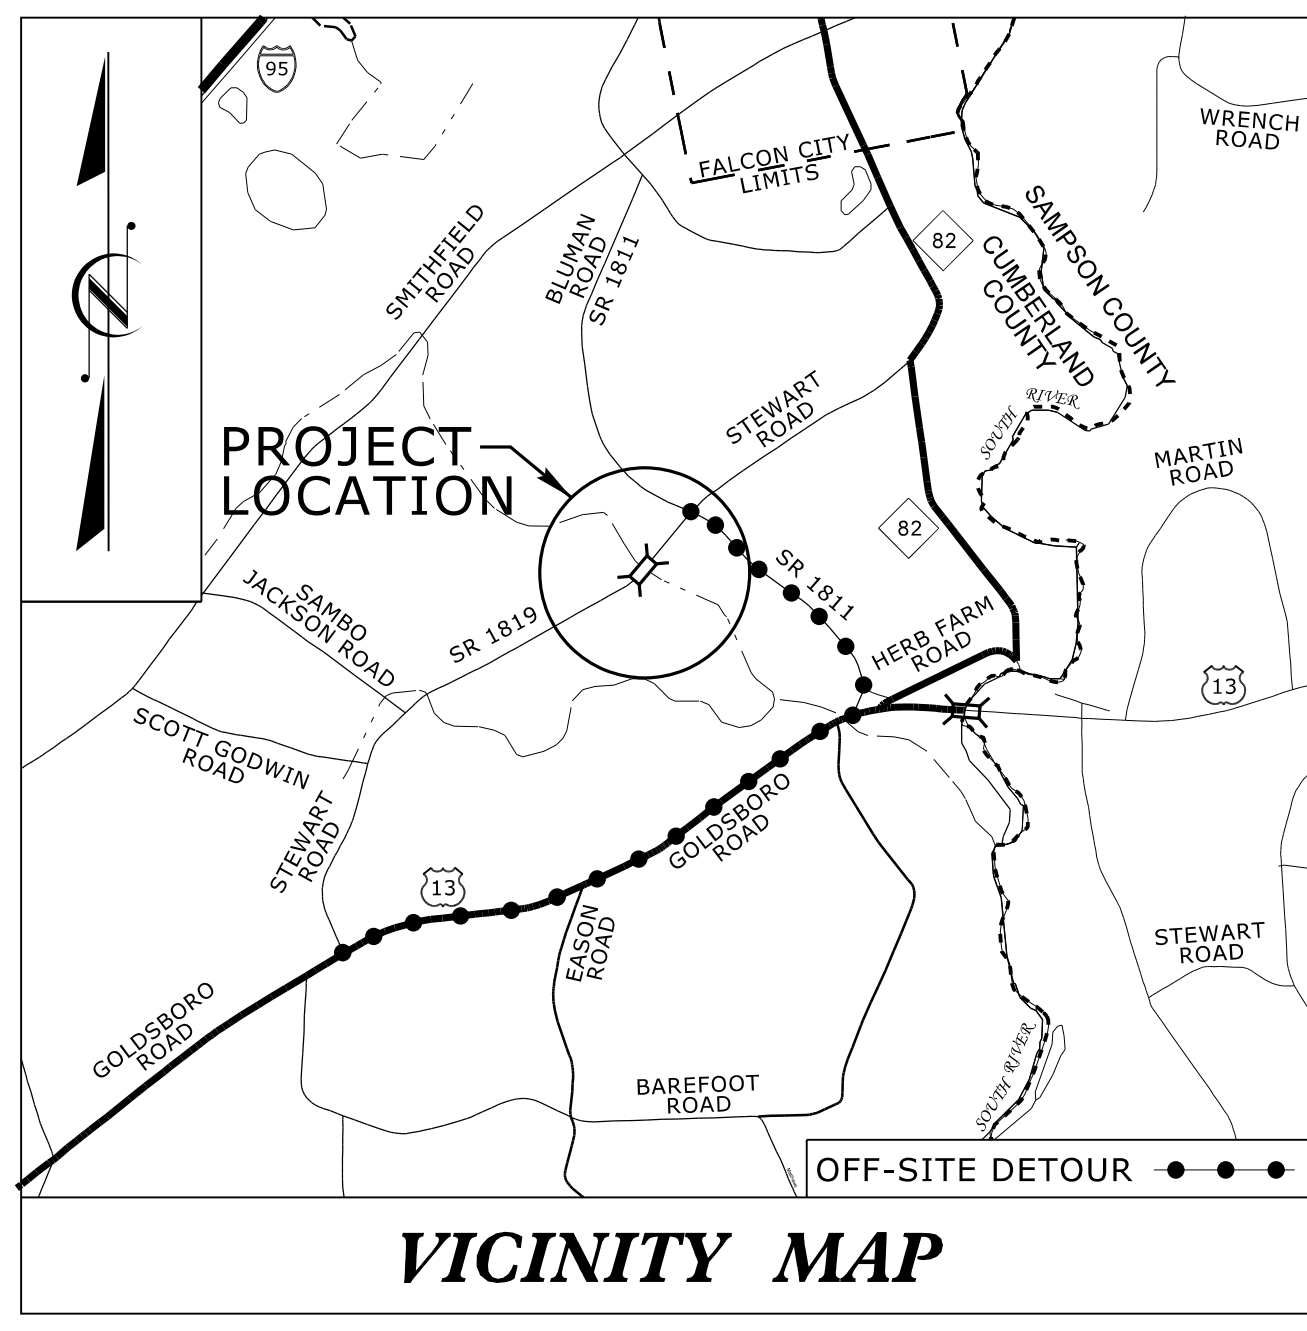 95
WRENCH
ROAD
FALCON CITY
LIMITS
SAMPSON COUNTY
CUMBERLAND
COUNTY
82
SMITHFIELD
ROAD
BLUMAN
ROAD
SR 1811
N
STEWART
ROAD
SOUTH RIVER
PROJECT
LOCATION
MARTIN
ROAD
82
SR 1811
SAMBO
JACKSON ROAD
SR 1819
HERB FARM
ROAD
13
SCOTT GODWIN
ROAD
STEWART
ROAD
GOLDSBORO
ROAD
13
EASON
ROAD
STEWART
ROAD
GOLDSBORO
ROAD
SOUTH RIVER
BAREFOOT
ROAD
OFF-SITE DETOUR
VICINITY MAP